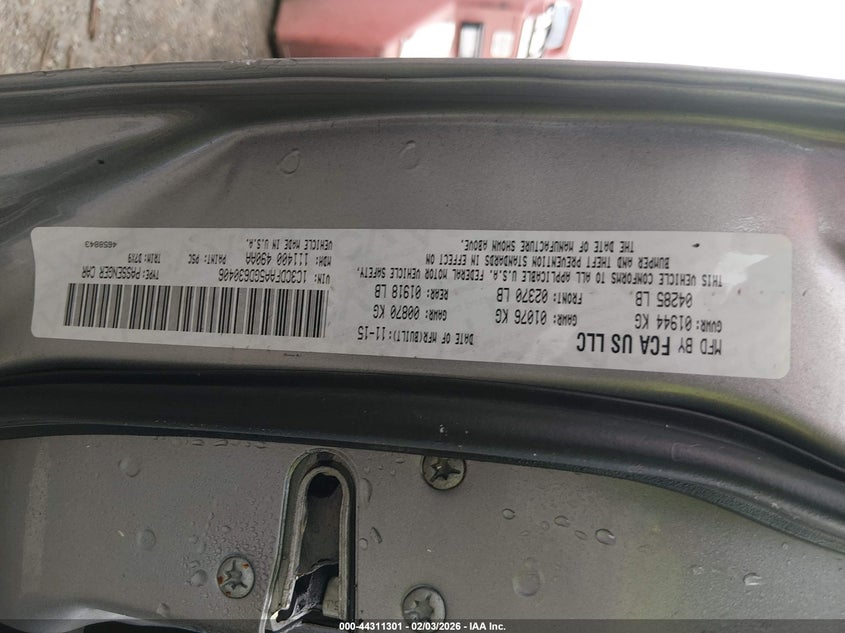 MFD BY FCA US LLC
DATE OF MFR(BUILT): 11-15
GVWR: 01944 KG
04285 LB
GAWR: 01076 KG
FRONT: 02370 LB
GAWR: 00870 KG
REAR: 01918 LB
THIS VEHICLE CONFORMS TO ALL APPLICABLE U.S.A. FEDERAL MOTOR VEHICLE SAFETY,
BUMPER AND THEFT PREVENTION STANDARDS IN EFFECT ON
THE DATE OF MANUFACTURE SHOWN ABOVE.
VIN: 1C3CDFAA5GD630406
TYPE: PASSENGER CAR
MDH: 111400 490AA
PAINT: PSC
TRIM: D7X9
VEHICLE MADE IN U.S.A.
4658043
000-44311301 - 02/03/2026 - IAA Inc.